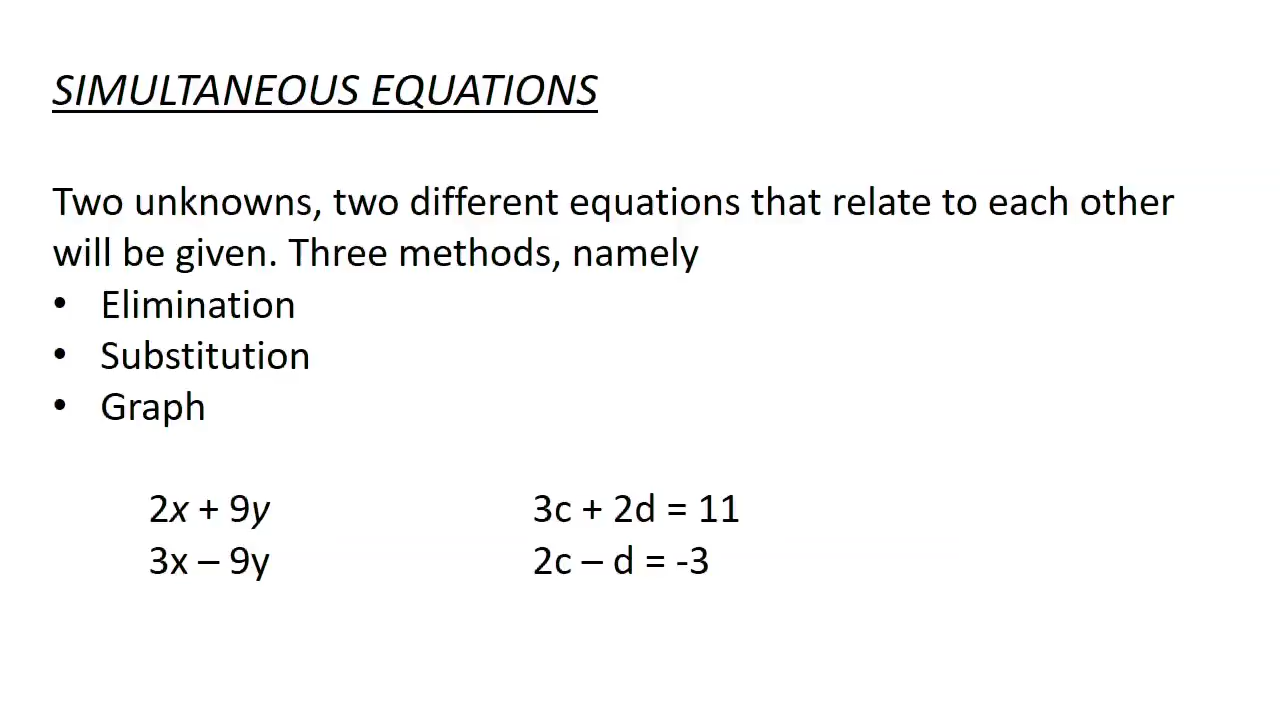 SIMULTANEOUS EQUATIONS
Two unknowns, two different equations that relate to each other
will be given. Three methods, namely
• Elimination
• Substitution
• Graph
2x + 9y
3x – 9y
3c + 2d = 11
2c – d = -3